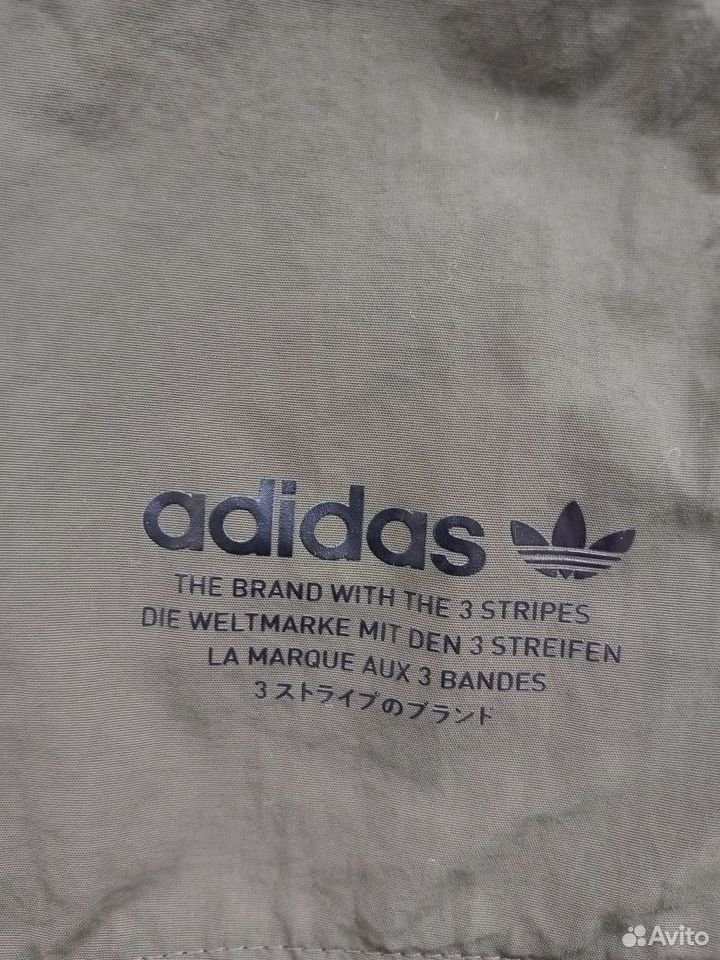 adidas
THE BRAND WITH THE 3 STRIPES
DIE WELTMARKE MIT DEN 3 STREIFEN
LA MARQUE AUX 3 BANDES
3 ストライプのブランド
Avito